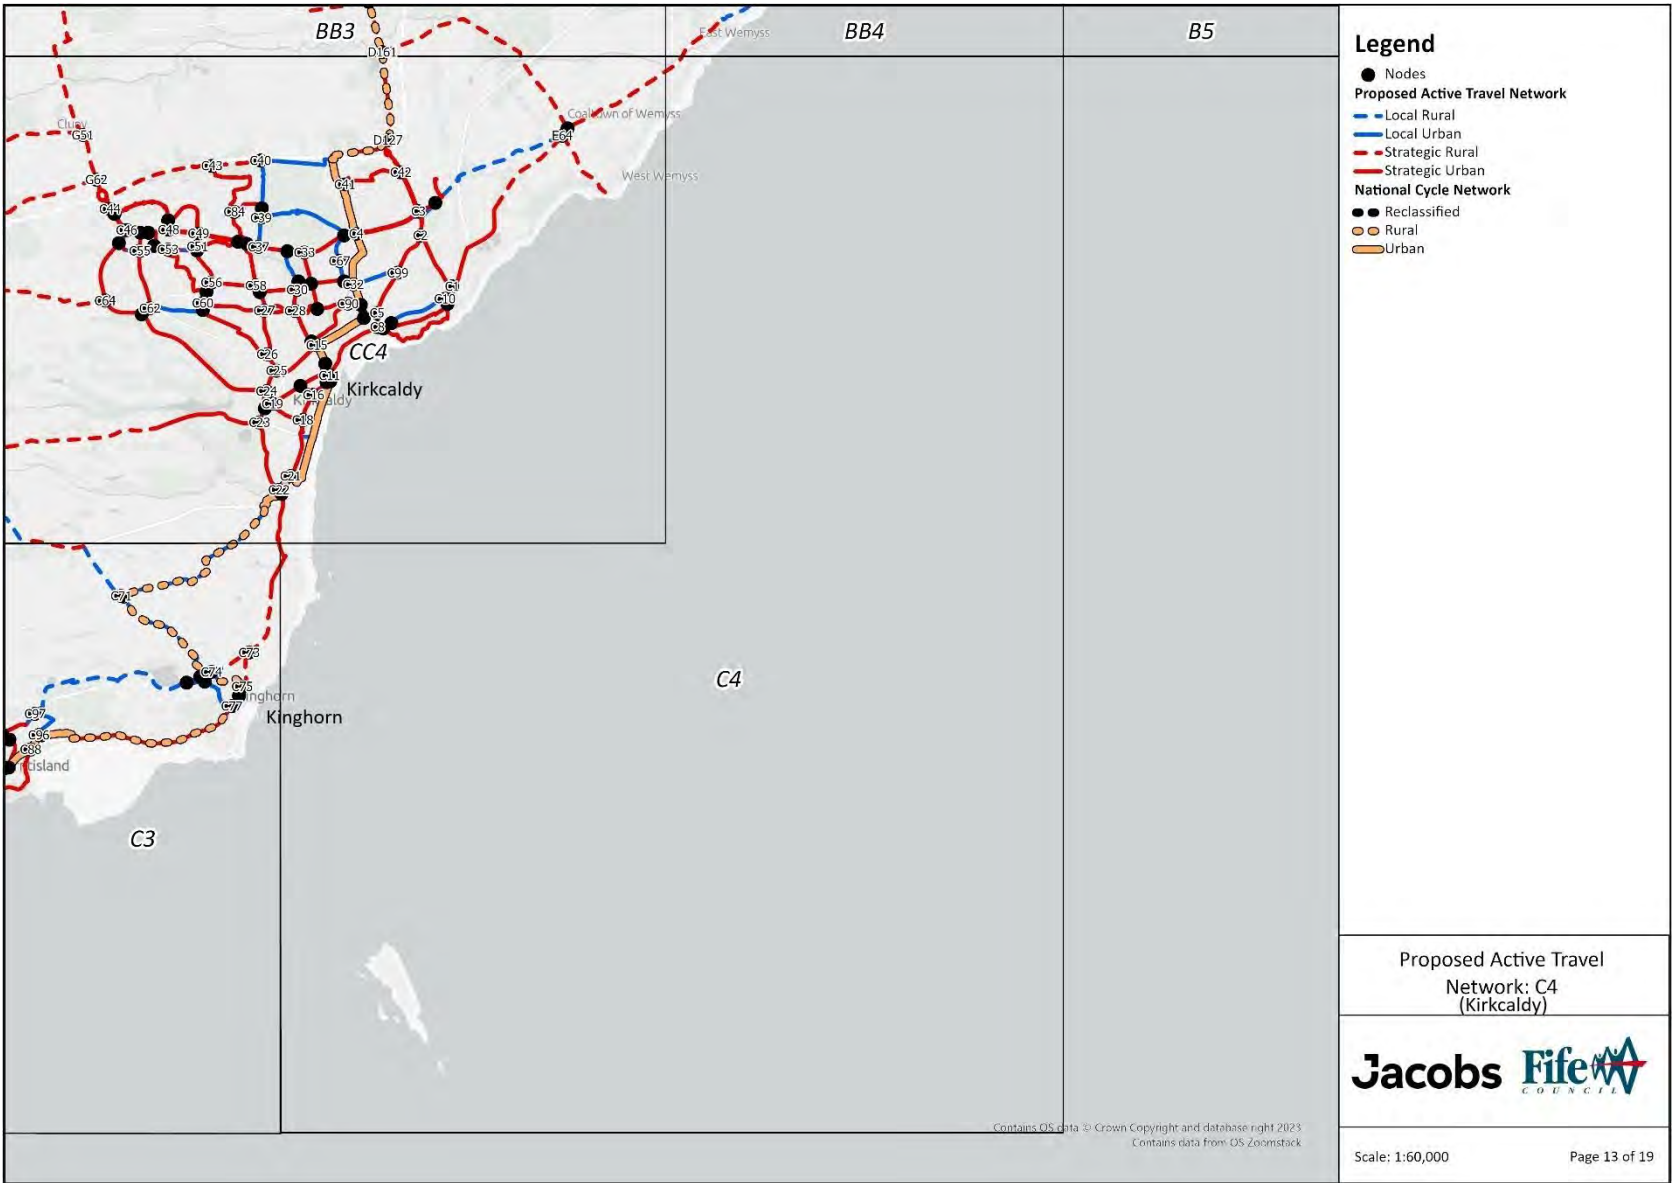 BB3
BB4
B5
East Wemyss
D161
Coaltown of Wemyss
Cluny
G51
E64
D127
C43
C40
C42
West Wemyss
G62
C41
C44
C84
C39
C3
C46
C48
C49
C4
C2
C55
C53
C51
C37
C33
C67
C99
C56
C58
C30
C32
C1
C64
C62
C60
C27
C28
C90
C10
C5
C8
C15
C26
CC4
C25
C11
Kirkcaldy
C24
C16
C19
C23
C18
C21
C22
C71
C73
C74
C75
inghorn
C77
Kinghorn
C4
C97
C96
C88
tisland
C3
Contains OS data © Crown Copyright and database right 2023
Contains data from OS Zoomstack
Legend
Nodes
Proposed Active Travel Network
Local Rural
Local Urban
Strategic Rural
Strategic Urban
National Cycle Network
Reclassified
Rural
Urban
Proposed Active Travel
Network: C4
(Kirkcaldy)
Jacobs
Fife
COUNCIL
Scale: 1:60,000
Page 13 of 19